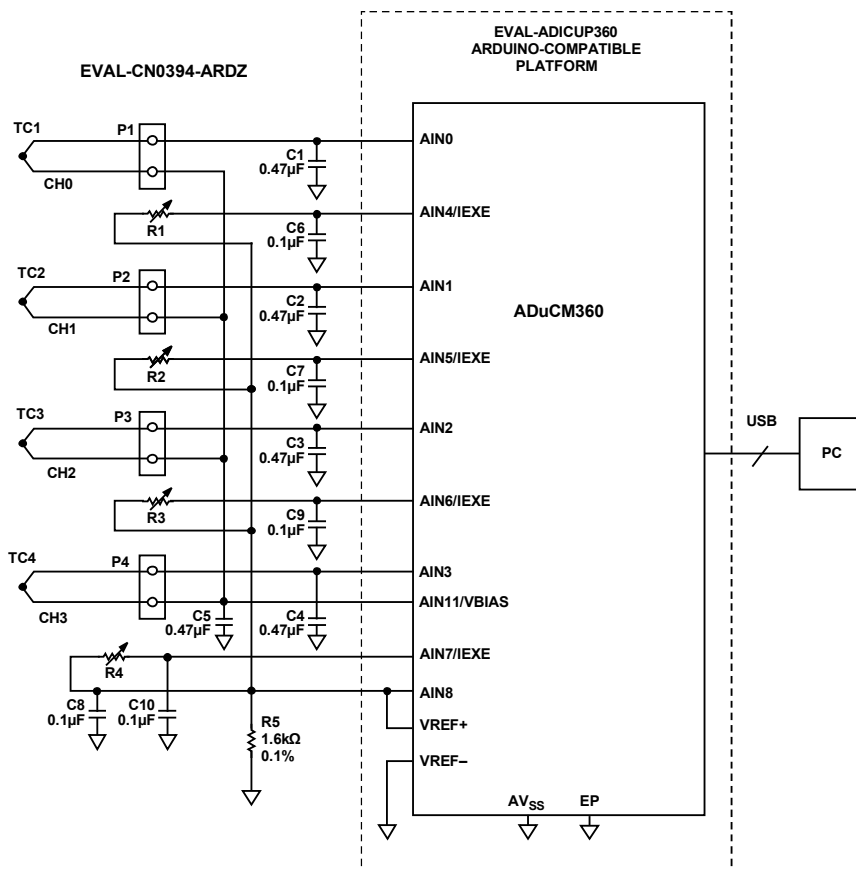 EVAL-ADICUP360
ARDUINO-COMPATIBLE
PLATFORM
EVAL-CN0394-ARDZ
TC1
P1
AIN0
C1
0.47µF
CH0
AIN4/IEXE
R1
C6
0.1µF
TC2
P2
AIN1
C2
0.47µF
CH1
ADuCM360
AIN5/IEXE
R2
C7
0.1µF
TC3
P3
AIN2
C3
0.47µF
CH2
USB
PC
AIN6/IEXE
R3
C9
0.1µF
TC4
P4
AIN3
AIN11/VBIAS
CH3
C5
0.47µF
C4
0.47µF
AIN7/IEXE
R4
AIN8
C8
0.1µF
C10
0.1µF
R5
1.6kΩ
0.1%
VREF+
VREF–
AVSS
EP